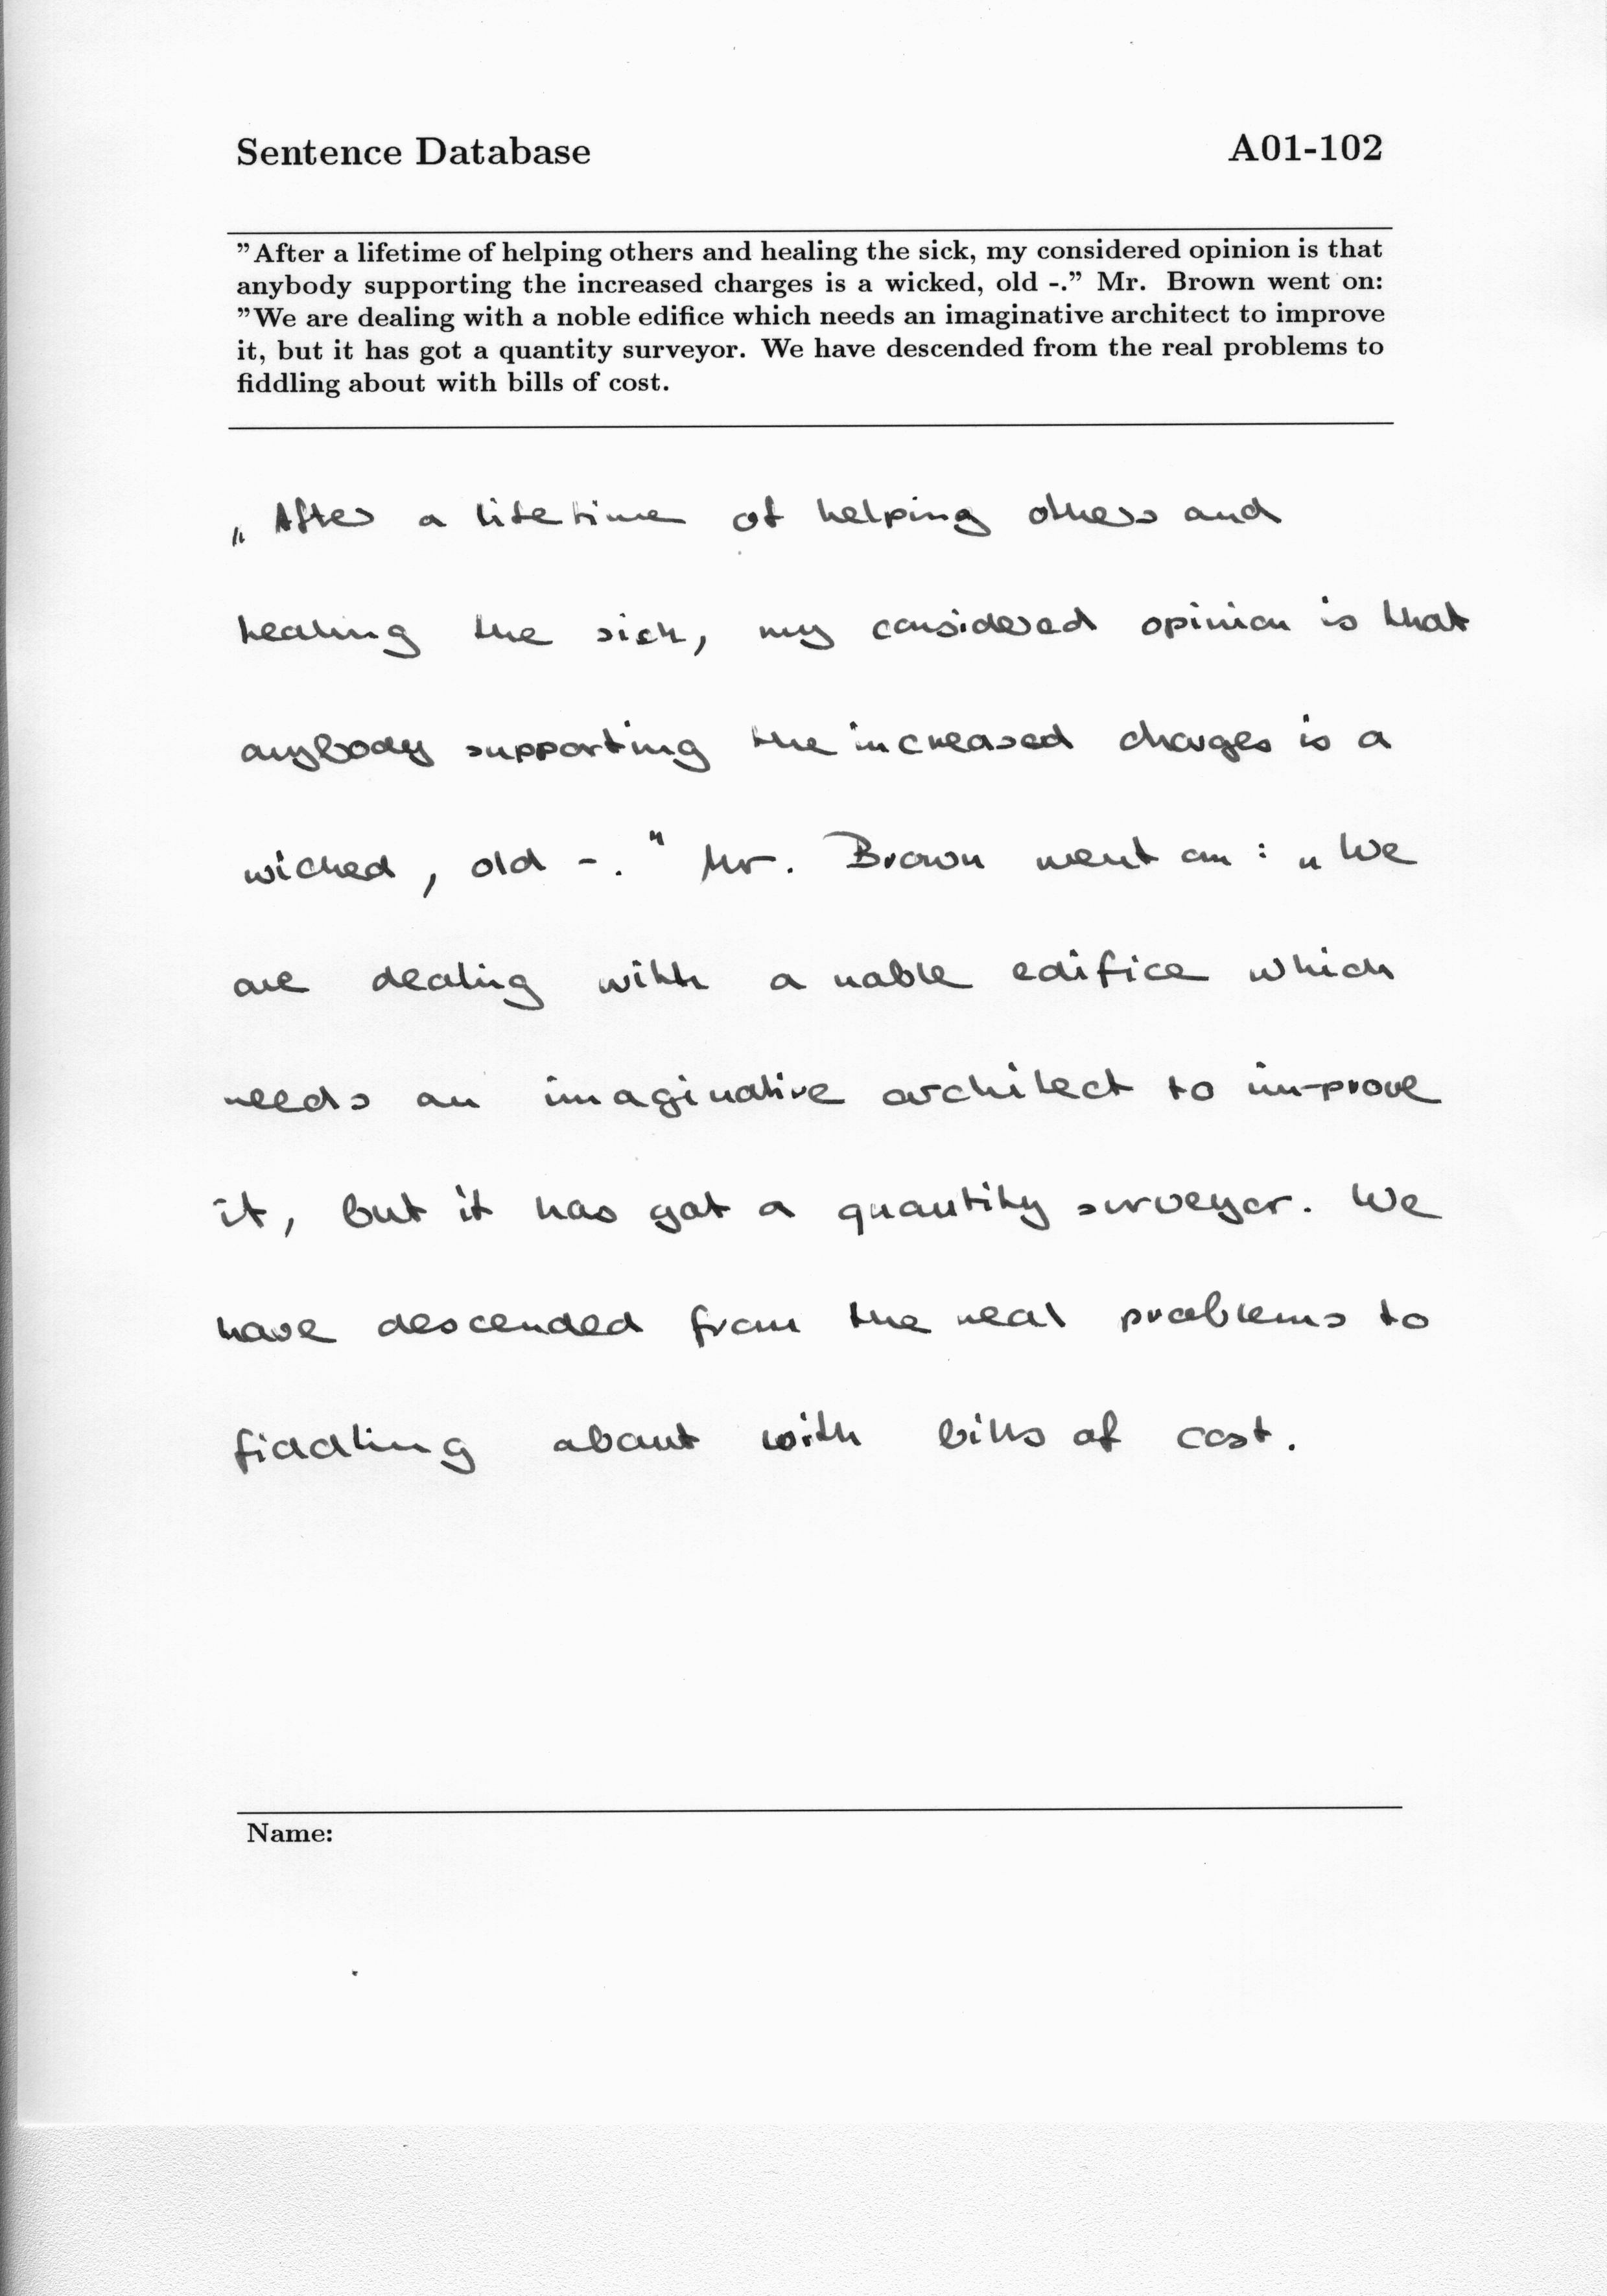 Sentence Database A01-102
”After a lifetime of helping others and healing the sick, my considered opinion is that
anybody supporting the increased charges is a wicked, old -.” Mr. Brown went on:
”We are dealing with a noble edifice which needs an imaginative architect to improve
it, but it has got a quantity surveyor. We have descended from the real problems to
fiddling about with bills of cost.
„After a lifetime of helping others and
healing the sick, my considered opinion is that
anybody supporting the increased charges is a
wicked, old -." Mr. Brown went on: „We
are dealing with a noble edifice which
needs an imaginative architect to improve
it, but it has got a quantity surveyor. We
have descended from the real problems to
fiddling about with bills of cost.
Name: